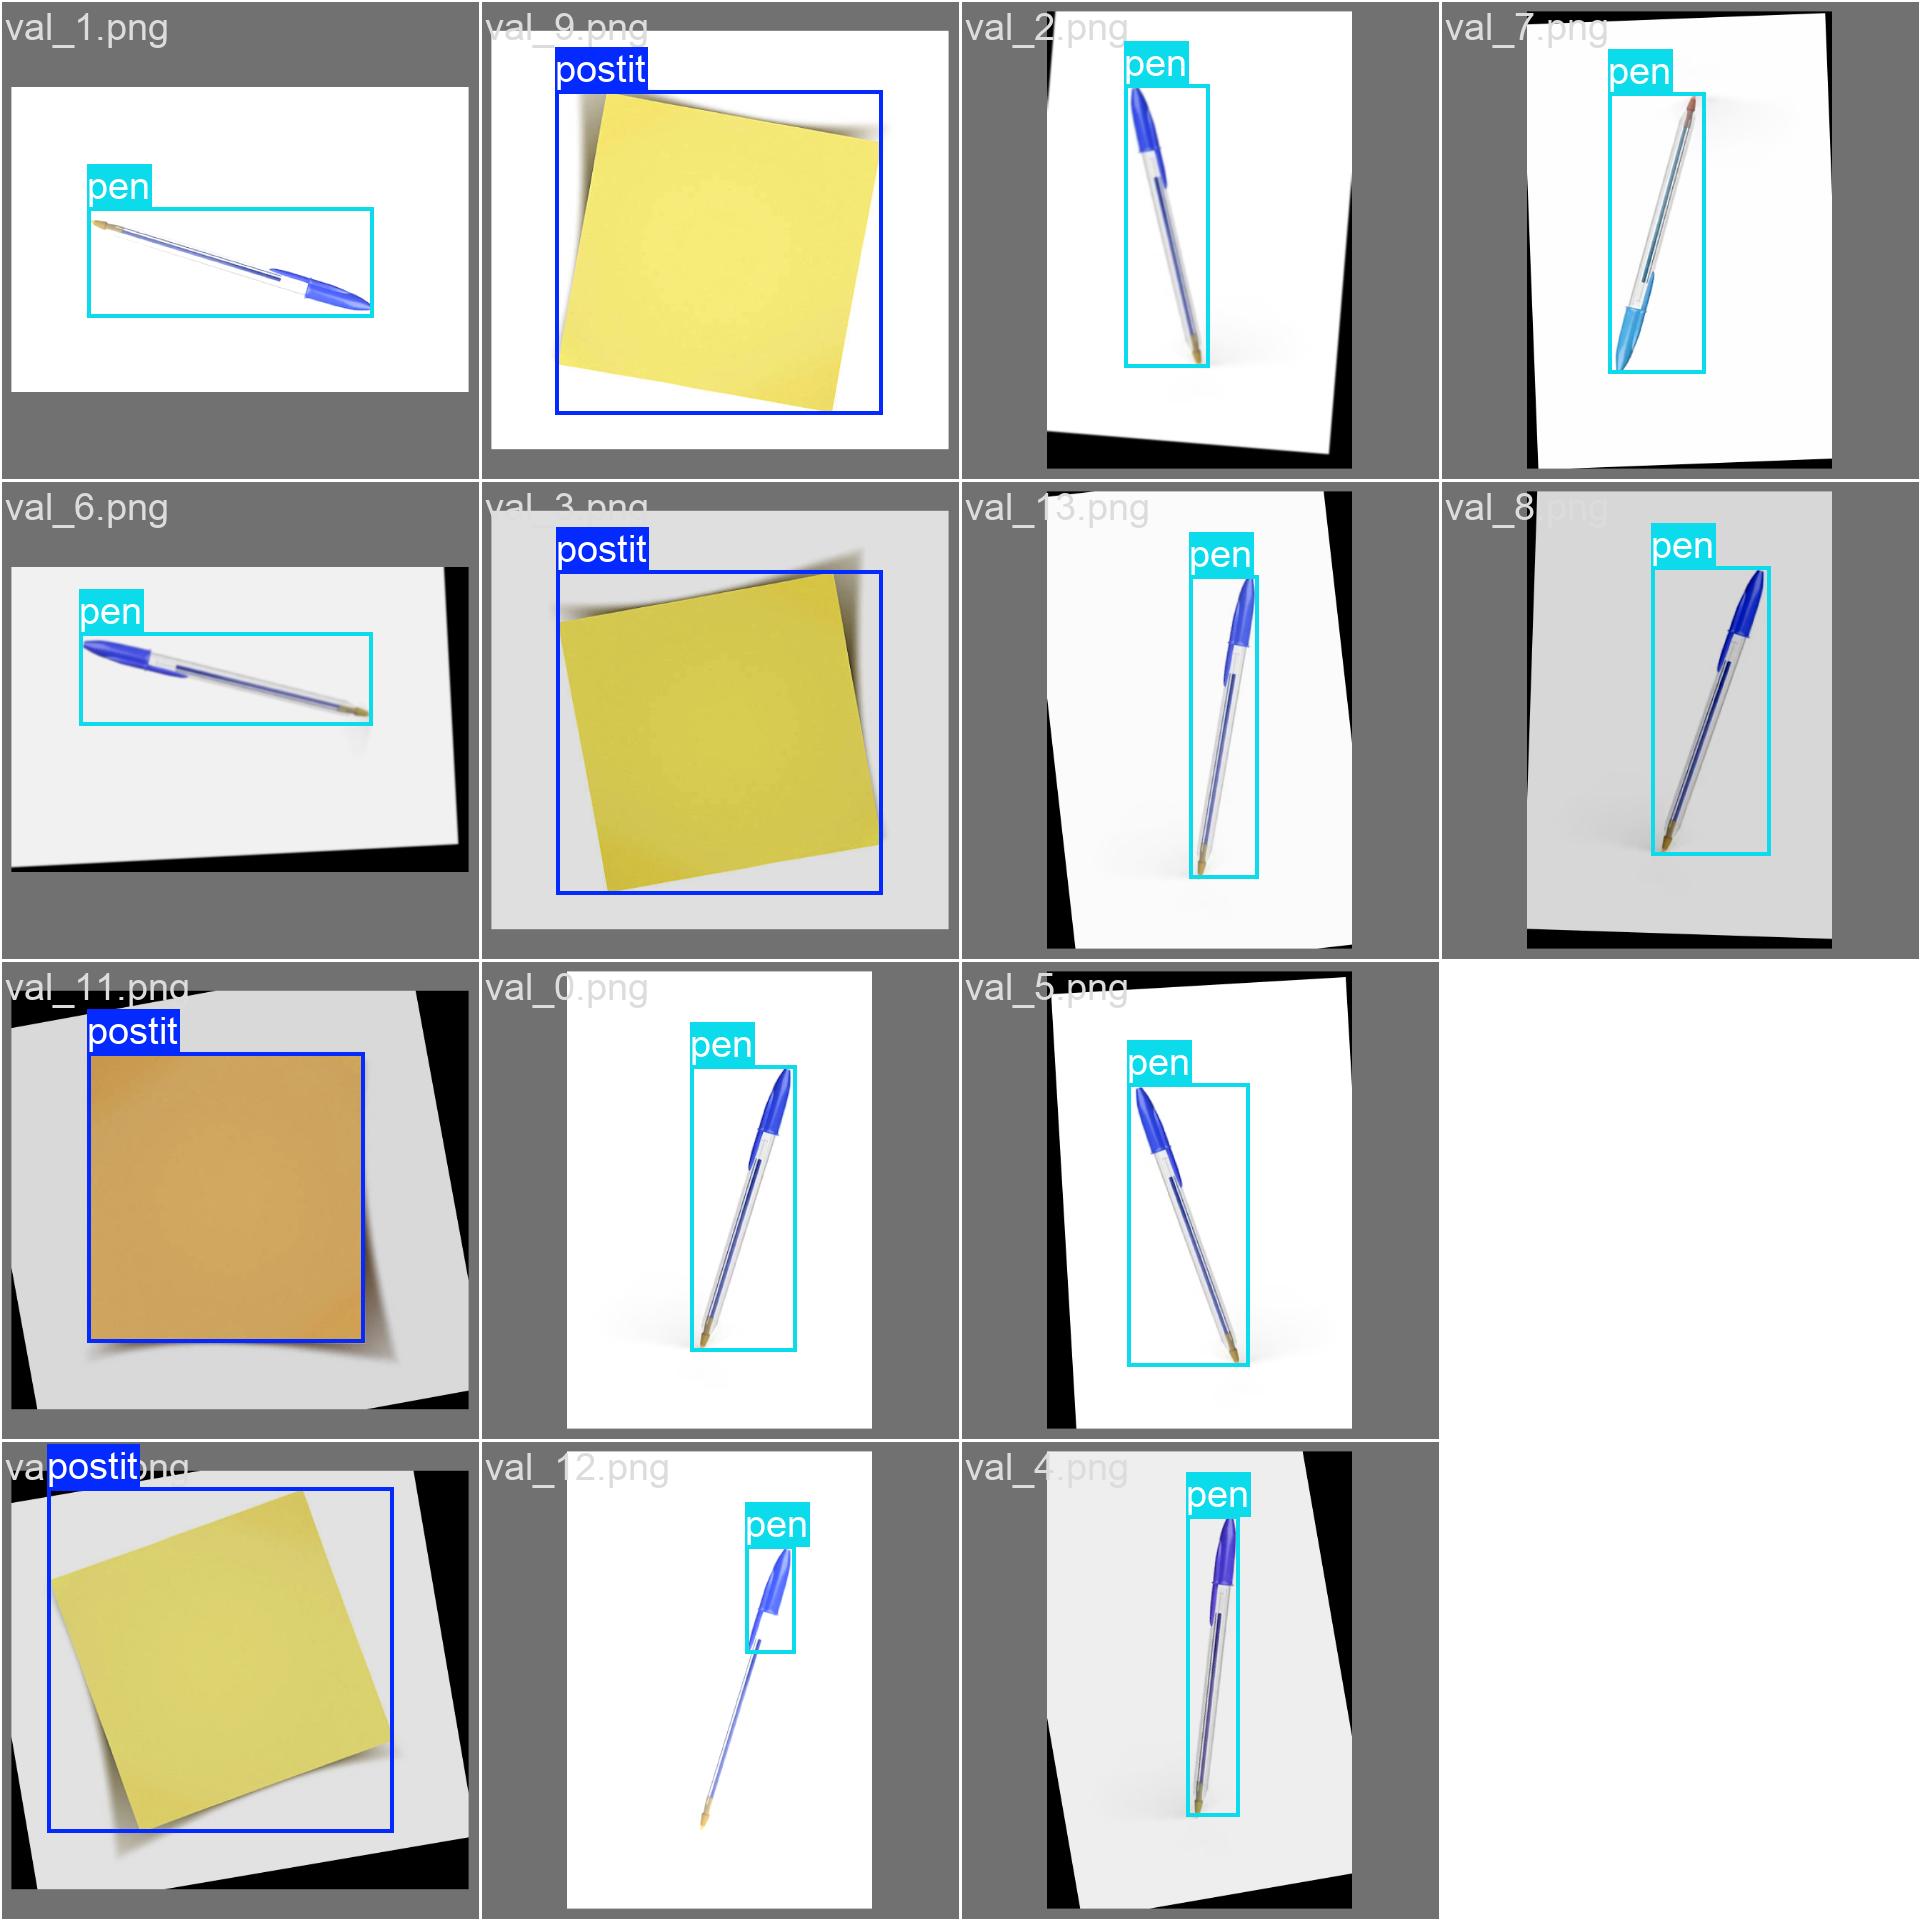 val_1.png
val_9.png
val_2.png
val_7.png
postit
pen
pen
pen
val_6.png
val_3.png
val_13.png
val_8.png
postit
pen
pen
pen
val_11.png
val_0.png
val_5.png
postit
pen
pen
postit
val_12.png
val_4.png
pen
pen